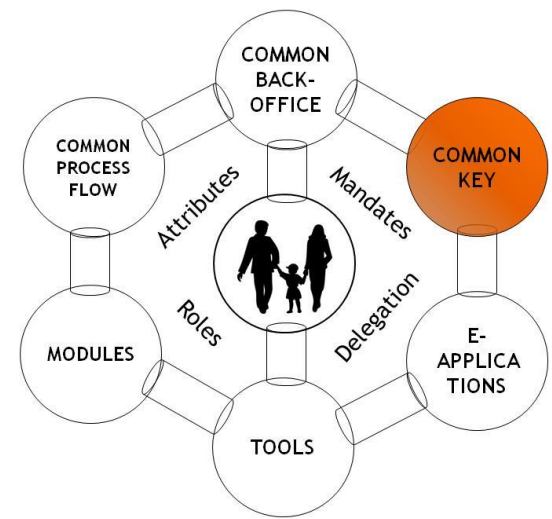 COMMON
BACK-
OFFICE
COMMON
PROCESS
FLOW
COMMON
KEY
Attributes
Mandates
Roles
Delegation
MODULES
E-
APPLICA
TIONS
TOOLS